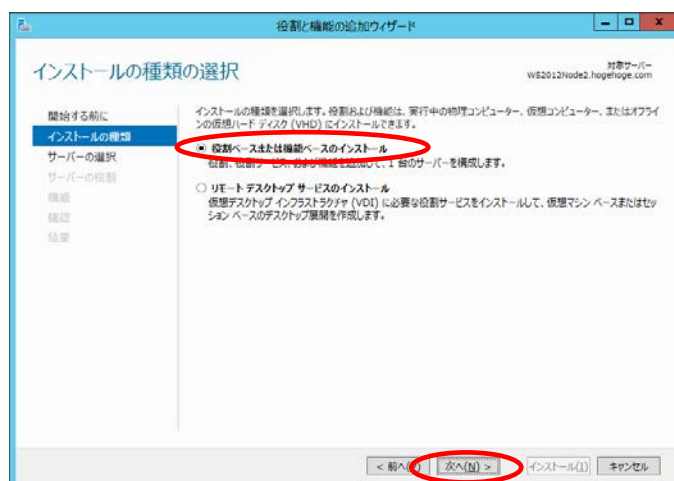 役割と機能の追加ウィザード
インストールの種類の選択
対象サーバー
WS2012Node2.hogehoge.com
開始する前に
インストールの種類
サーバーの選択
サーバーの役割
機能
確認
結果
インストールの種類を選択します。役割および機能は、実行中の物理コンピューター、仮想コンピューター、またはオフライ
ンの仮想ハード ディスク (VHD) にインストールできます。
役割ベースまたは機能ベースのインストール
役割、役割サービス、および機能を追加して、1 台のサーバーを構成します。
リモート デスクトップ サービスのインストール
仮想デスクトップ インフラストラクチャ (VDI) に必要な役割サービスをインストールして、仮想マシン ベースまたはセッ
ション ベースのデスクトップ展開を作成します。
< 前へ(P) 次へ(N) > インストール(I) キャンセル